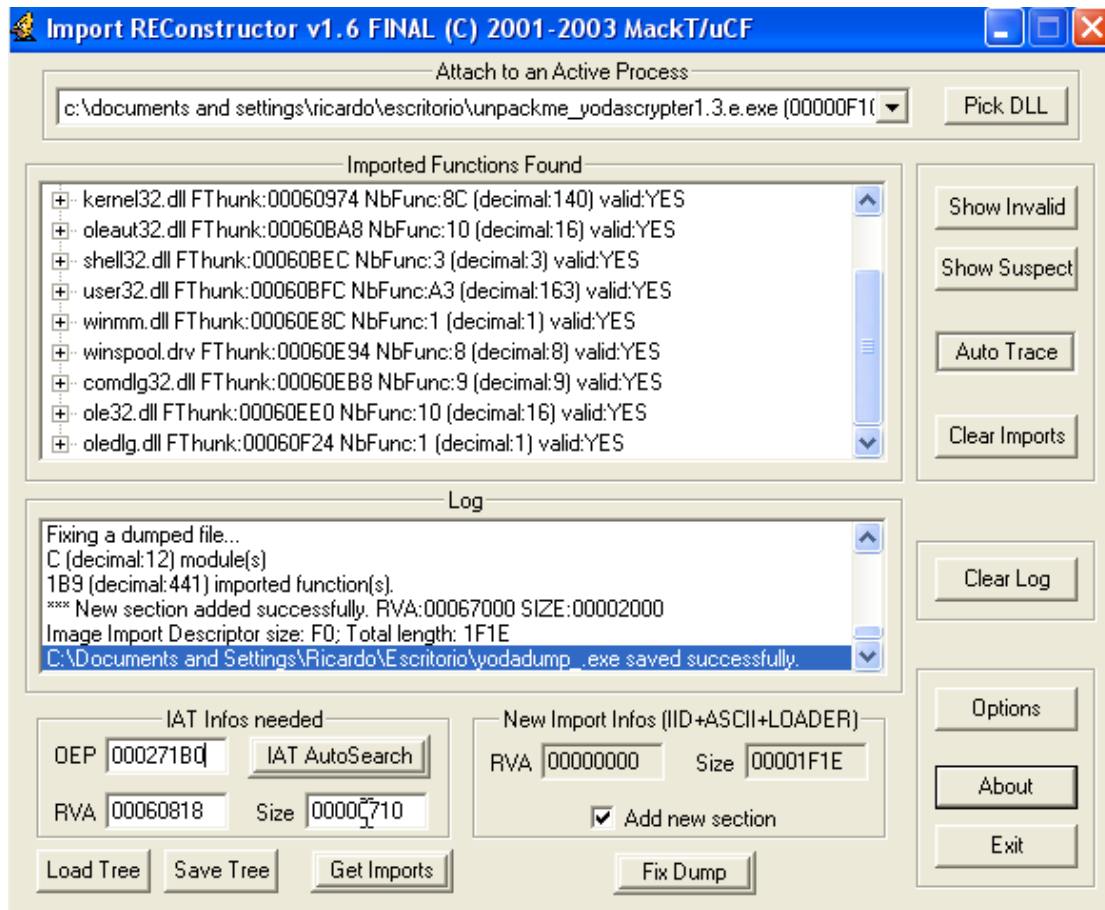 Import REConstructor v1.6 FINAL (C) 2001-2003 MackT/uCF
Attach to an Active Process
c:\documents and settings\ricardo\escritorio\unpackme_yodascrypter1.3.e.exe (00000F1(
Pick DLL
Imported Functions Found
kernel32.dll FThunk:00060974 NbFunc:8C (decimal:140) valid:YES
oleaut32.dll FThunk:00060BA8 NbFunc:10 (decimal:16) valid:YES
shell32.dll FThunk:00060BEC NbFunc:3 (decimal:3) valid:YES
user32.dll FThunk:00060BFC NbFunc:A3 (decimal:163) valid:YES
winmm.dll FThunk:00060E8C NbFunc:1 (decimal:1) valid:YES
winspool.drv FThunk:00060E94 NbFunc:8 (decimal:8) valid:YES
comdlg32.dll FThunk:00060EB8 NbFunc:9 (decimal:9) valid:YES
ole32.dll FThunk:00060EE0 NbFunc:10 (decimal:16) valid:YES
oledlg.dll FThunk:00060F24 NbFunc:1 (decimal:1) valid:YES
Show Invalid
Show Suspect
Auto Trace
Clear Imports
Log
Fixing a dumped file...
C (decimal:12) module(s)
1B9 (decimal:441) imported function(s).
*** New section added successfully. RVA:00067000 SIZE:00002000
Image Import Descriptor size: F0; Total length: 1F1E
C:\Documents and Settings\Ricardo\Escritorio\yodadump_.exe saved successfully.
Clear Log
IAT Infos needed
OEP 000271B0 IAT AutoSearch
RVA 00060818 Size 00000710
New Import Infos (IID+ASCII+LOADER)
RVA 00000000 Size 00001F1E
Add new section
Options
About
Exit
Load Tree Save Tree Get Imports Fix Dump